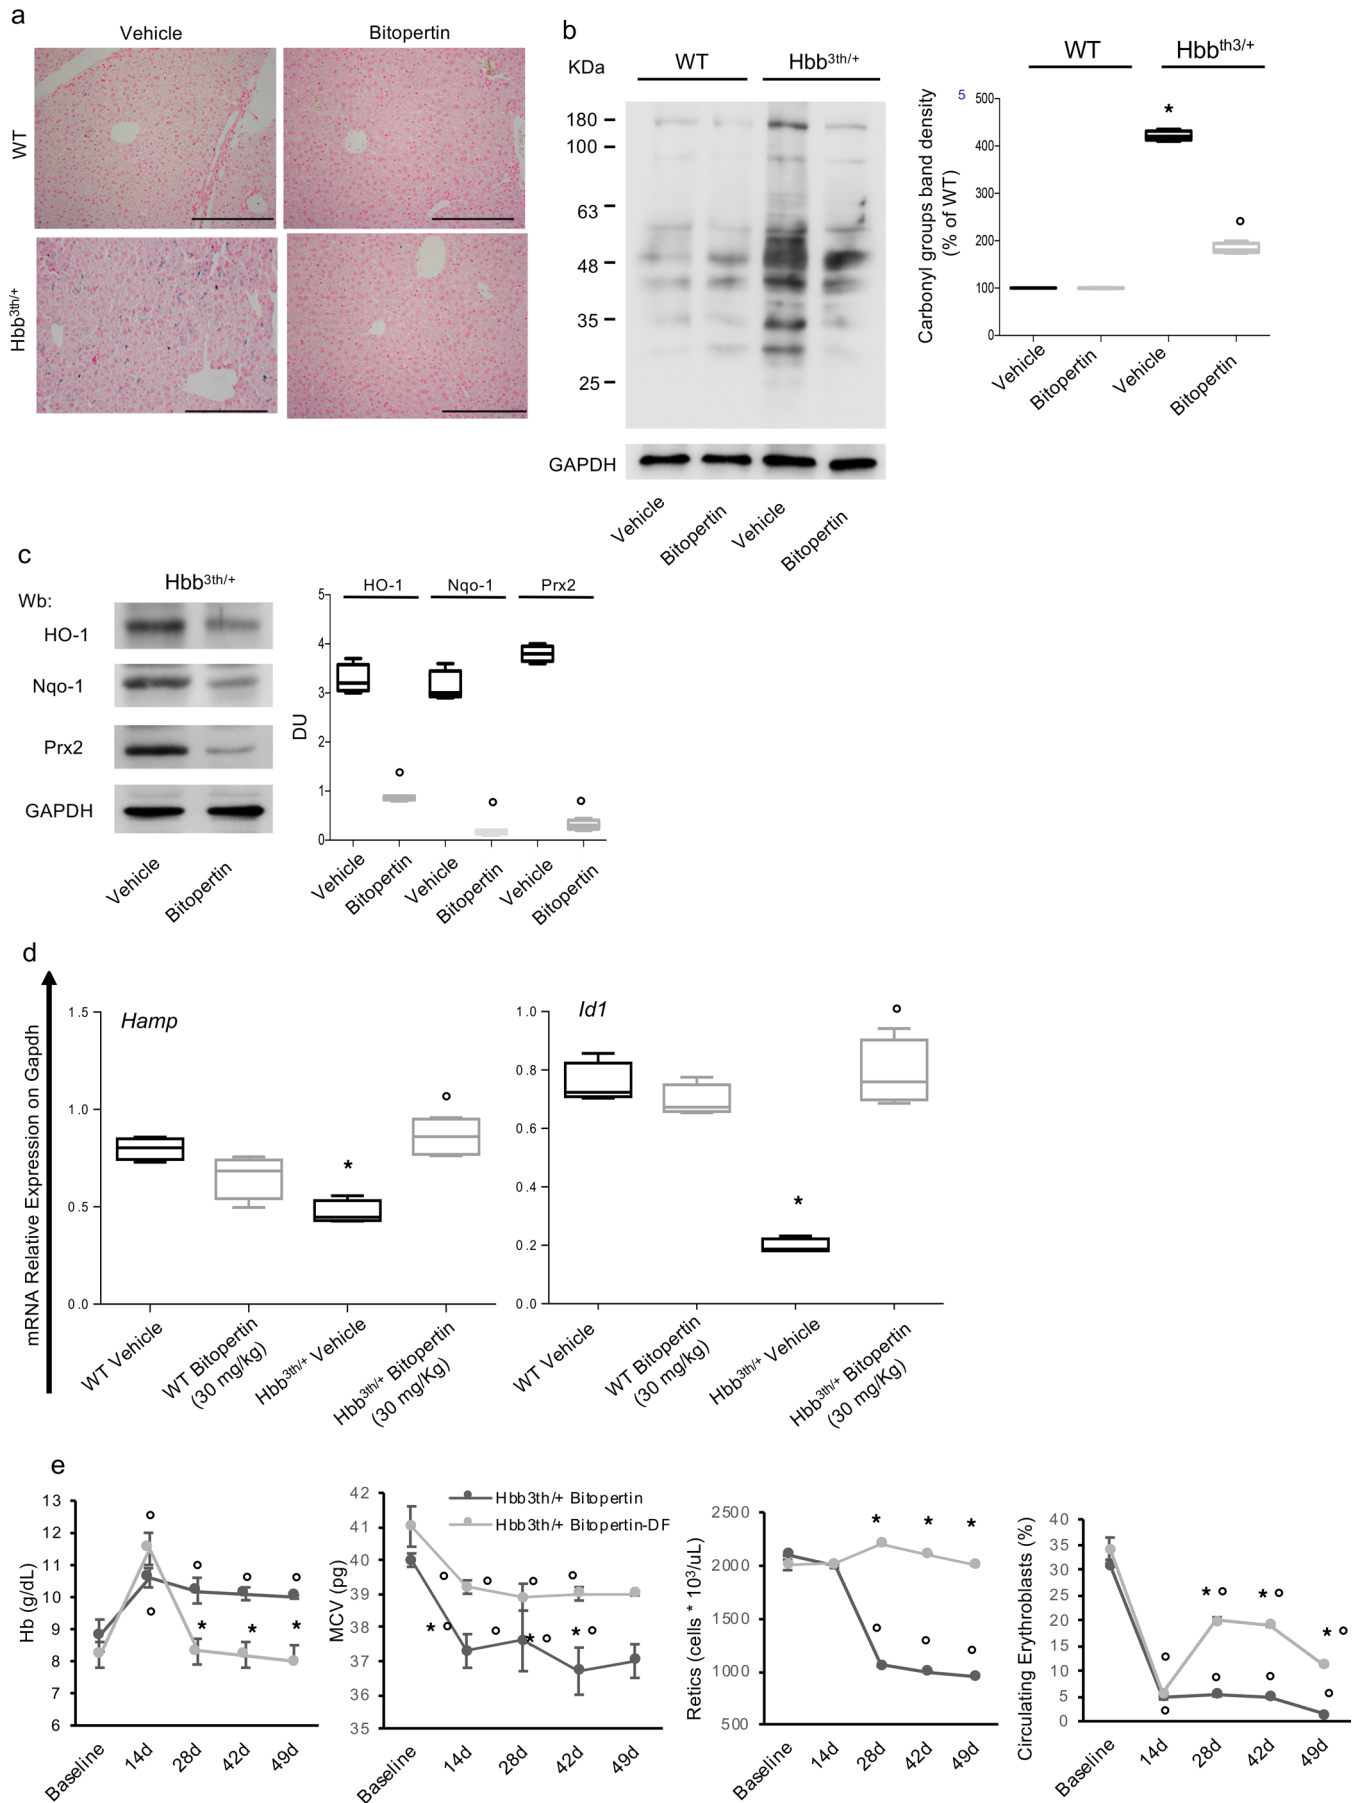 a
Vehicle
Bitopertin
WT
Hbb3th/+
b
KDa
WT
Hbb3th/+
180
100
63
48
35
25
GAPDH
Vehicle
Bitopertin
Vehicle
Bitopertin
WT
Hbbth3/+
5
Carbonyl groups band density
(% of WT)
500
400
300
200
100
0
*
Vehicle
Bitopertin
Vehicle
Bitopertin
c
Hbb3th/+
Wb:
HO-1
Nqo-1
Prx2
GAPDH
Vehicle
Bitopertin
HO-1
Nqo-1
Prx2
DU
5
4
3
2
1
0
Vehicle
Bitopertin
Vehicle
Bitopertin
Vehicle
Bitopertin
d
mRNA Relative Expression on Gapdh
Hamp
1.5
1.0
0.5
0.0
*
WT Vehicle
WT Bitopertin
(30 mg/kg)
Hbb3th/+ Vehicle
Hbb3th/+ Bitopertin
(30 mg/Kg)
Id1
1.0
0.8
0.6
0.4
0.2
0.0
*
WT Vehicle
WT Bitopertin
(30 mg/kg)
Hbb3th/+ Vehicle
Hbb3th/+ Bitopertin
(30 mg/Kg)
e
Hb (g/dL)
13
12
11
10
9
8
7
6
* * *
Baseline
14d
28d
42d
49d
MCV (pg)
42
41
40
39
38
37
36
35
Hbb3th/+ Bitopertin
Hbb3th/+ Bitopertin-DF
* * *
Baseline
14d
28d
42d
49d
Retics (cells * 10³/uL)
2500
2000
1500
1000
500
* * *
Baseline
14d
28d
42d
49d
Circulating Erythroblasts (%)
40
35
30
25
20
15
10
5
0
* * *
Baseline
14d
28d
42d
49d